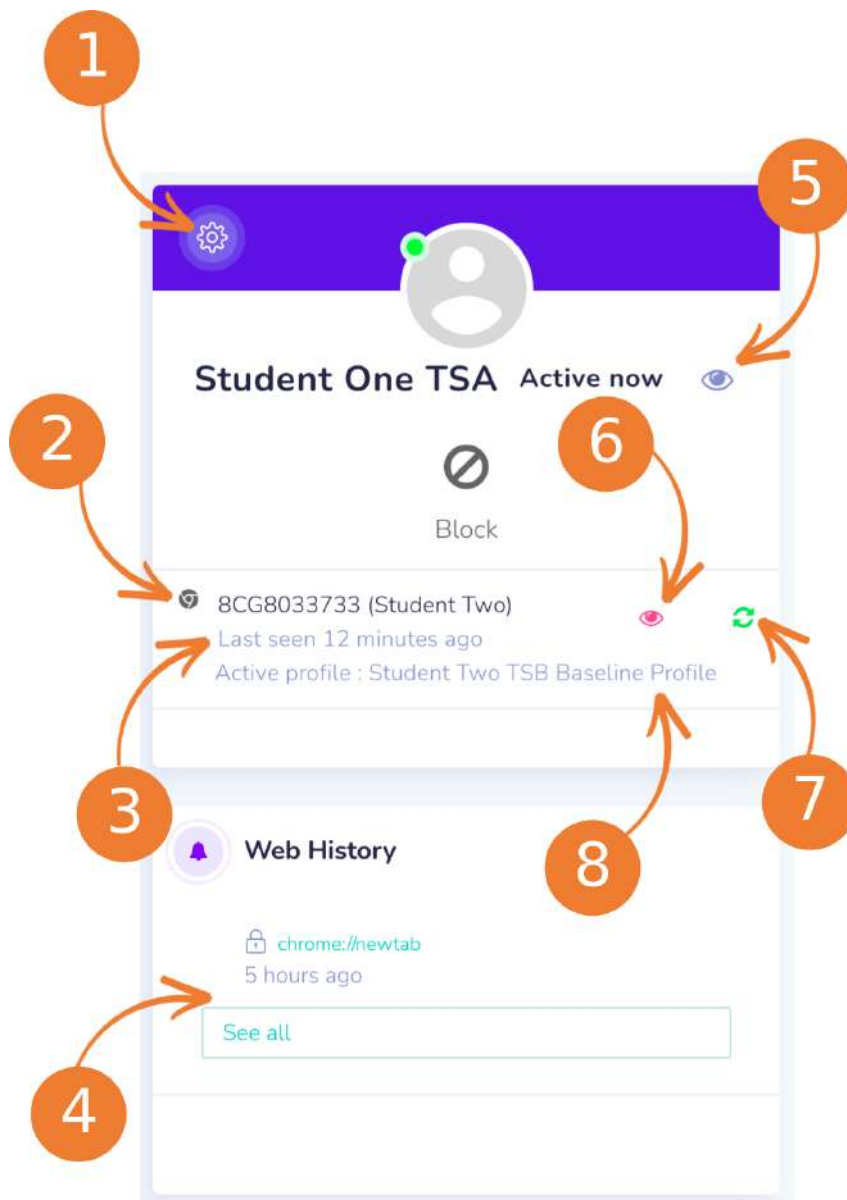 1
5
Student One TSA Active now
2
6
Block
8CG8033733 (Student Two)
Last seen 12 minutes ago
Active profile : Student Two TSB Baseline Profile
3
7
8
Web History
chrome://newtab
5 hours ago
See all
4